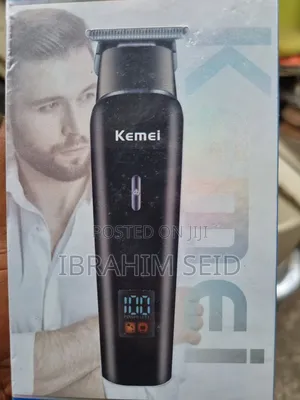 Kemei
POSTED ON JIJI
IBRAHIM SEID
100
Kemei